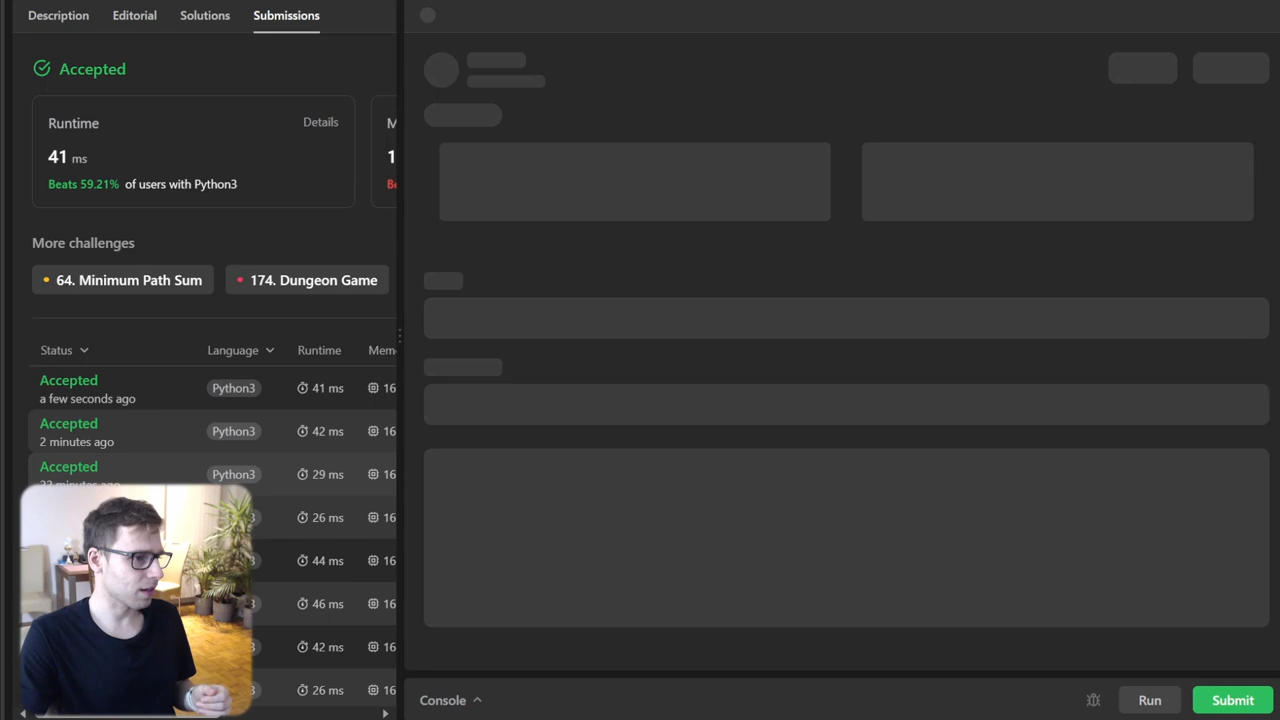 Description Editorial Solutions Submissions
Accepted
Runtime Details
41 ms
Beats 59.21% of users with Python3
M
1
Be
More challenges
64. Minimum Path Sum 174. Dungeon Game
Status Language Runtime Mem
Accepted
a few seconds ago Python3 41 ms 16
Accepted
2 minutes ago Python3 42 ms 16
Accepted
Python3 29 ms 16
26 ms 16
44 ms 16
46 ms 16
42 ms 16
26 ms 16
Console Run Submit